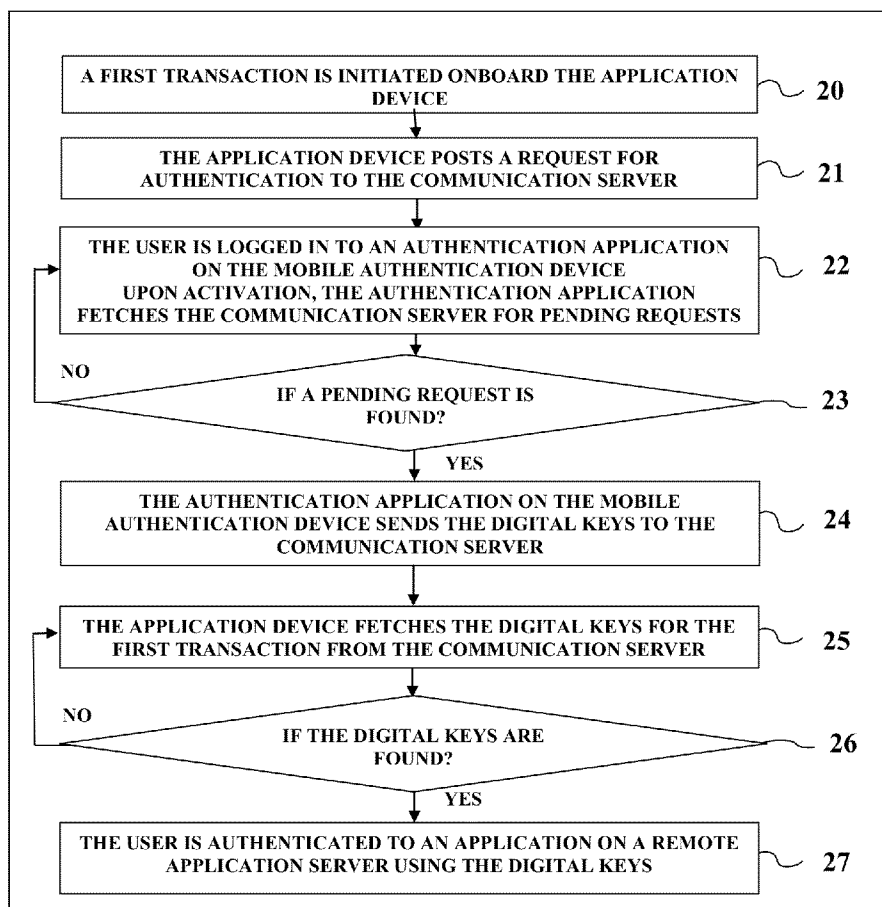 A FIRST TRANSACTION IS INITIATED ONBOARD THE APPLICATION
DEVICE
20
THE APPLICATION DEVICE POSTS A REQUEST FOR
AUTHENTICATION TO THE COMMUNICATION SERVER
21
THE USER IS LOGGED IN TO AN AUTHENTICATION APPLICATION
ON THE MOBILE AUTHENTICATION DEVICE
UPON ACTIVATION, THE AUTHENTICATION APPLICATION
FETCHES THE COMMUNICATION SERVER FOR PENDING REQUESTS
22
NO
IF A PENDING REQUEST IS
FOUND?
23
YES
THE AUTHENTICATION APPLICATION ON THE MOBILE
AUTHENTICATION DEVICE SENDS THE DIGITAL KEYS TO THE
COMMUNICATION SERVER
24
THE APPLICATION DEVICE FETCHES THE DIGITAL KEYS FOR THE
FIRST TRANSACTION FROM THE COMMUNICATION SERVER
25
NO
IF THE DIGITAL KEYS ARE
FOUND?
26
YES
THE USER IS AUTHENTICATED TO AN APPLICATION ON A REMOTE
APPLICATION SERVER USING THE DIGITAL KEYS
27